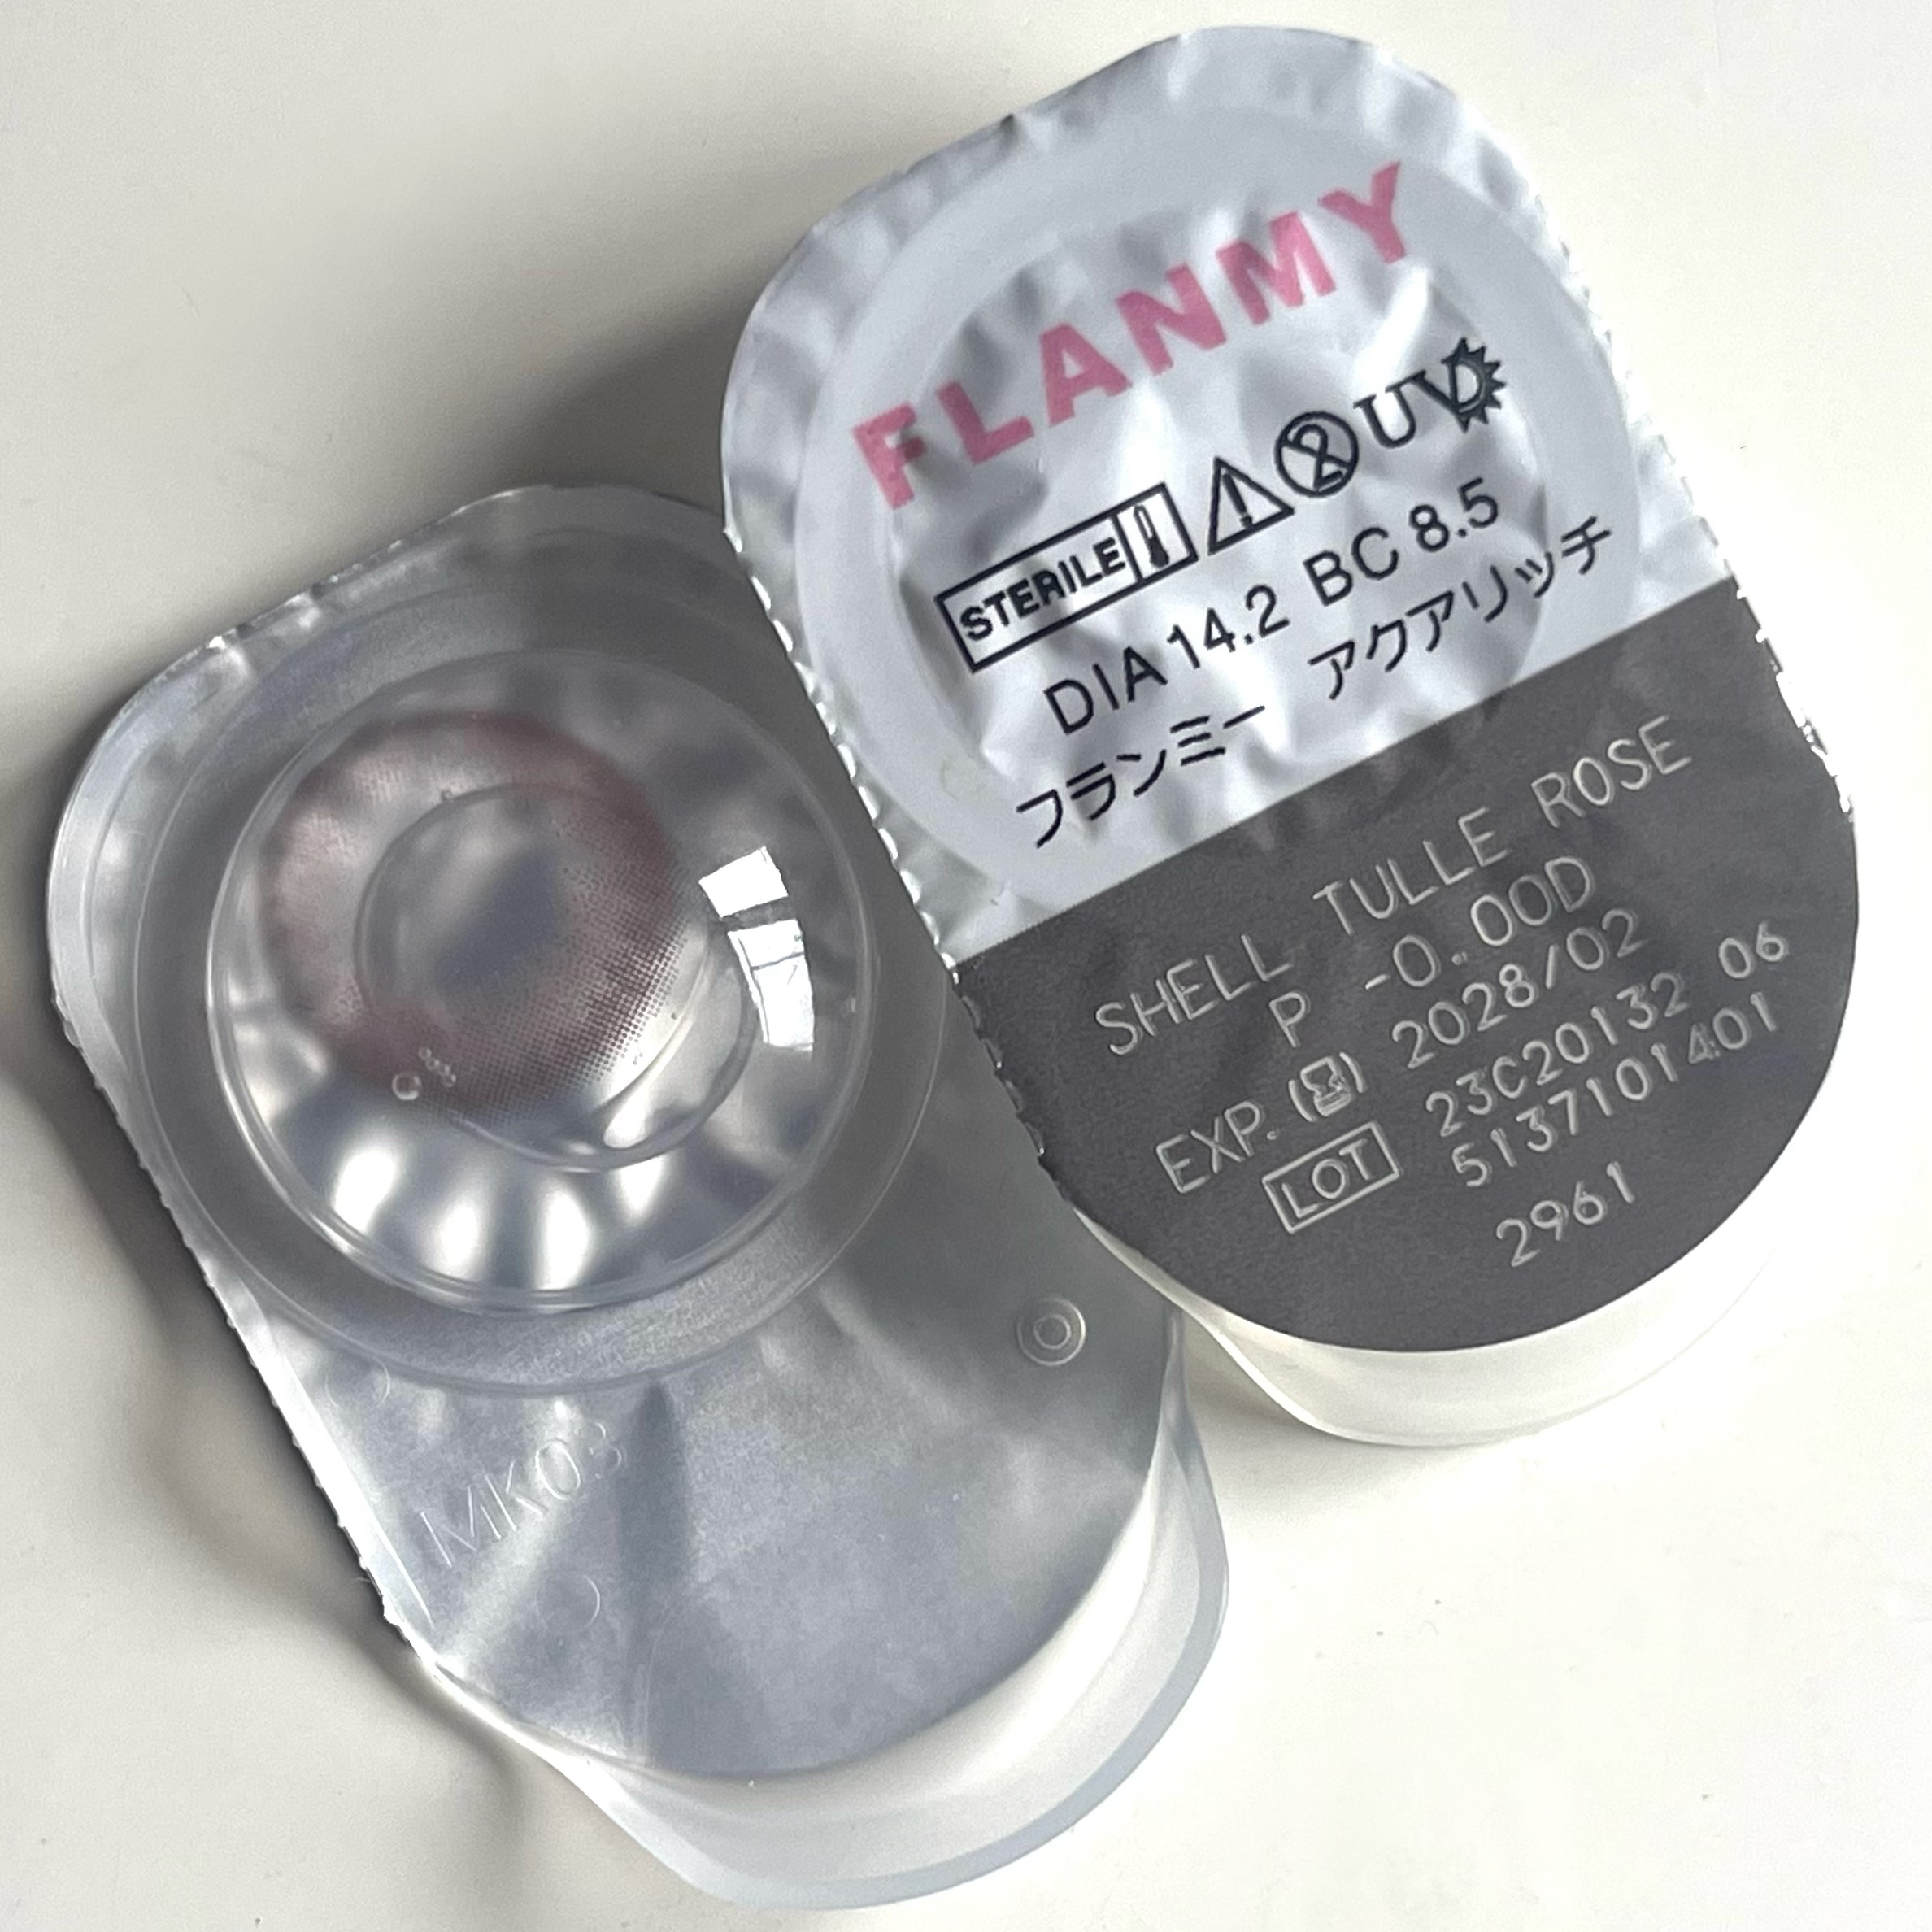 FLANMY
STERILE UV
DIA 14.2 BC 8.5
フランミー アクアリッチ
SHELL TULLE ROSE
P -0.00D
EXP. 2028/02
LOT 23C20132 06
5137101401
2961
MK03